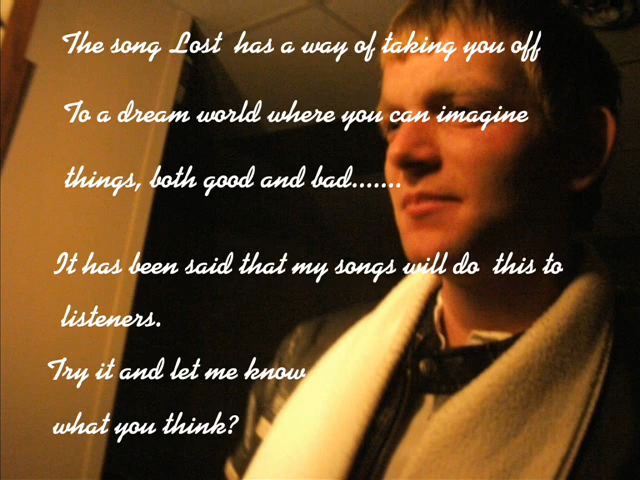 The song Lost has a way of taking you off
To a dream world where you can imagine
things, both good and bad.......
It has been said that my songs will do this to
listeners.
Try it and let me know
what you think?